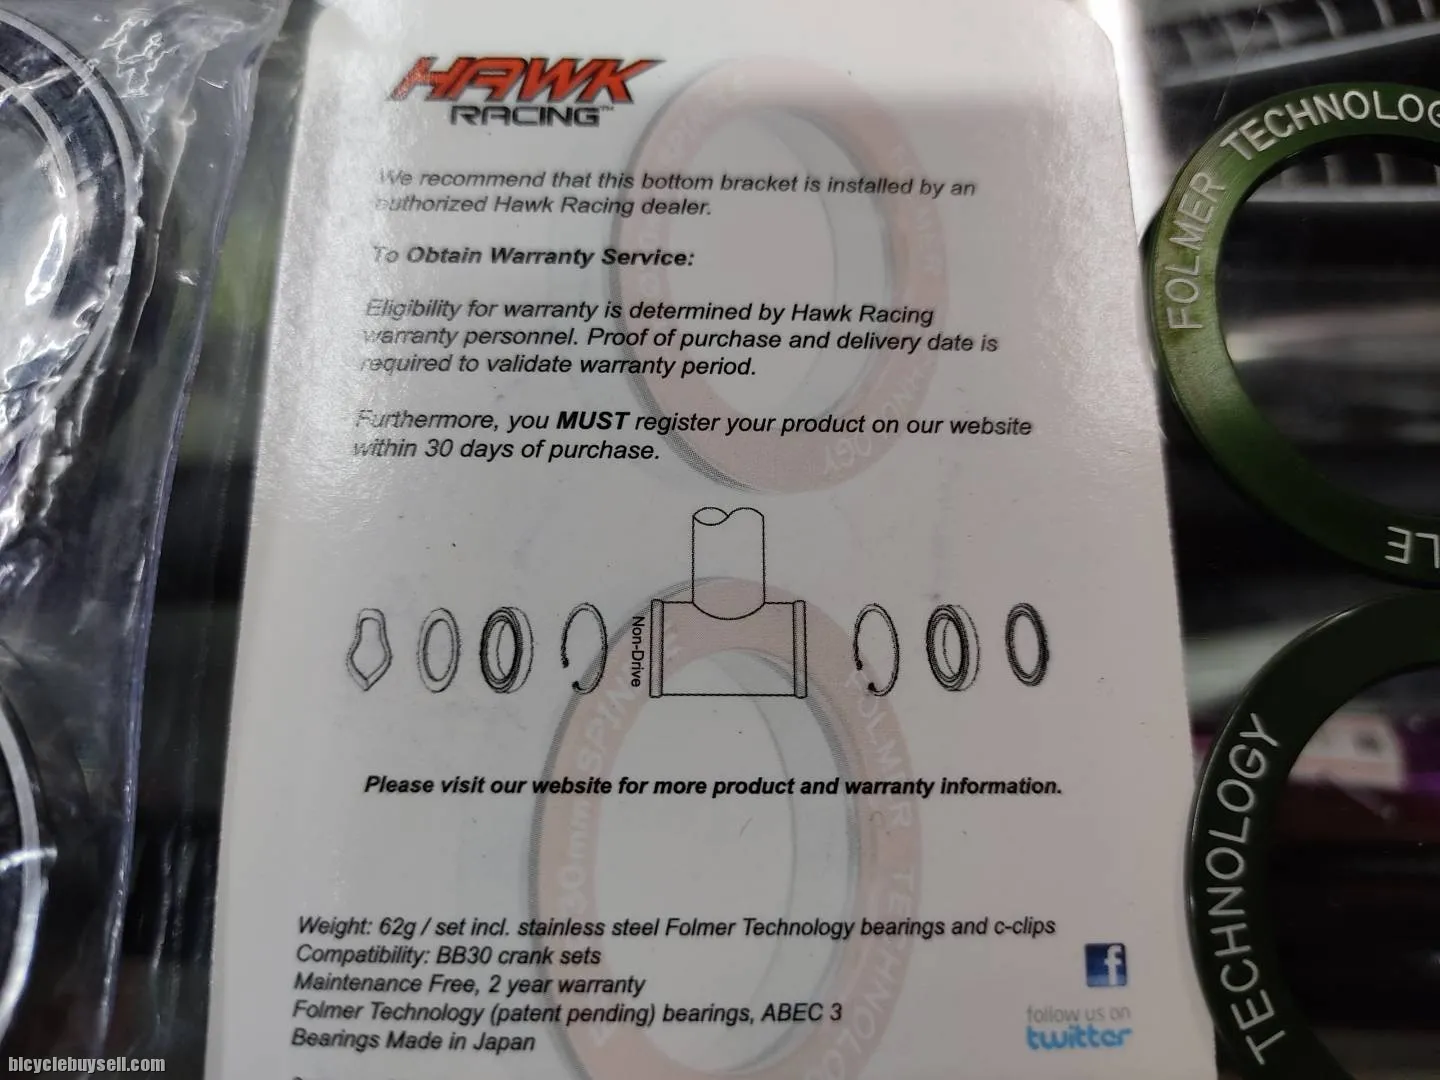 HAWK
RACING™
We recommend that this bottom bracket is installed by an
authorized Hawk Racing dealer.
To Obtain Warranty Service:
Eligibility for warranty is determined by Hawk Racing
warranty personnel. Proof of purchase and delivery date is
required to validate warranty period.
Furthermore, you MUST register your product on our website
within 30 days of purchase.
Non-Drive
Please visit our website for more product and warranty information.
Weight: 62g / set incl. stainless steel Folmer Technology bearings and c-clips
Compatibility: BB30 crank sets
Maintenance Free, 2 year warranty
Folmer Technology (patent pending) bearings, ABEC 3
Bearings Made in Japan
f
follow us on
twitter
FOLMER TECHNOLOG
LE
TECHNOLOGY
bicyclebuysell.com